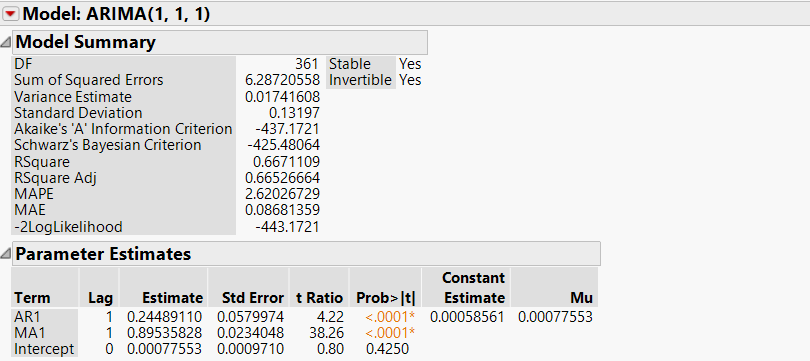 Model: ARIMA(1, 1, 1)
Model Summary
DF 361 Stable Yes
Sum of Squared Errors 6.28720558 Invertible Yes
Variance Estimate 0.01741608
Standard Deviation 0.13197
Akaike's 'A' Information Criterion -437.1721
Schwarz's Bayesian Criterion -425.48064
RSquare 0.6671109
RSquare Adj 0.66526664
MAPE 2.62026729
MAE 0.08681359
-2LogLikelihood -443.1721
Parameter Estimates
Constant
Term Lag Estimate Std Error t Ratio Prob>|t| Estimate Mu
AR1 1 0.24489110 0.0579974 4.22 <.0001* 0.00058561 0.00077553
MA1 1 0.89535828 0.0234048 38.26 <.0001*
Intercept 0 0.00077553 0.0009710 0.80 0.4250